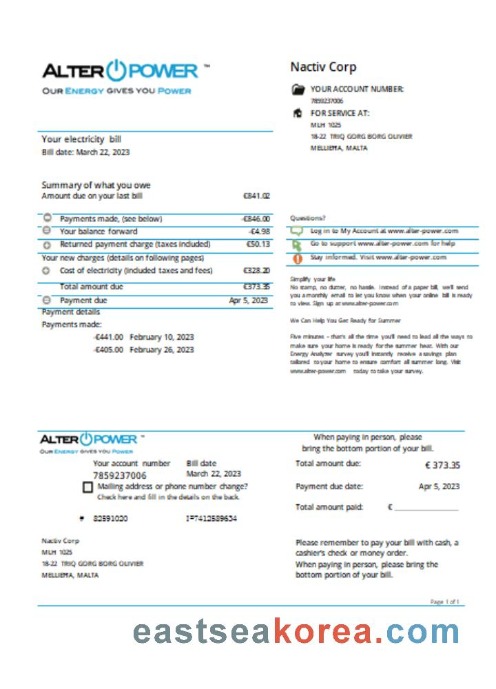 ALTER POWER ™
OUR ENERGY GIVES YOU POWER
Nactiv Corp
YOUR ACCOUNT NUMBER:
7859237006
FOR SERVICE AT:
MLH 1025
18-22 TRIQ GORG BORG OLIVIER
MELLIEĦA, MALTA
Your electricity bill
Bill date: March 22, 2023
Summary of what you owe
Amount due on your last bill €841.02
Payments made, (see below) -€846.00
Your balance forward -€4.98
Returned payment charge (taxes included) €50.13
Your new charges (details on following pages)
Cost of electricity (Included taxes and fees) €328.20
Total amount due €373.35
Payment due Apr 5, 2023
Payment details
Payments made:
-€441.00 February 10, 2023
-€405.00 February 26, 2023
Questions?
Log in to My Account at www.alter-power.com
Go to support www.alter-power.com for help
Stay informed. Visit www.alter-power.com
Simplify your life
No stamp, no clutter, no hassle. Instead of a paper bill, we'll send
you a monthly email to let you know when your online bill is ready
to view. Sign up at www.alter-power.com
We Can Help You Get Ready for Summer
Five minutes – that's all the time you'll need to lead all the ways to
make sure your home is ready for the summer heat. With our
Energy Analyzer survey you'll instantly receive a savings plan
tailored to your home to ensure comfort all summer long. Visit
www.alter-power.com today to take your survey.
ALTER POWER ™
OUR ENERGY GIVES YOU POWER
Your account number Bill date
7859237006 March 22, 2023
Mailing address or phone number change?
Check here and fill in the details on the back.
Nactiv Corp
MLH 1025
18-22 TRIQ GORG BORG OLIVIER
MELLIEĦA, MALTA
When paying in person, please
bring the bottom portion of your bill.
Total amount due: € 373.35
Payment due date: Apr 5, 2023
Total amount paid: €
Please remember to pay your bill with cash, a
cashier's check or money order.
When paying in person, please bring the
bottom portion of your bill.
Page 1 of 1
eastseakorea.com